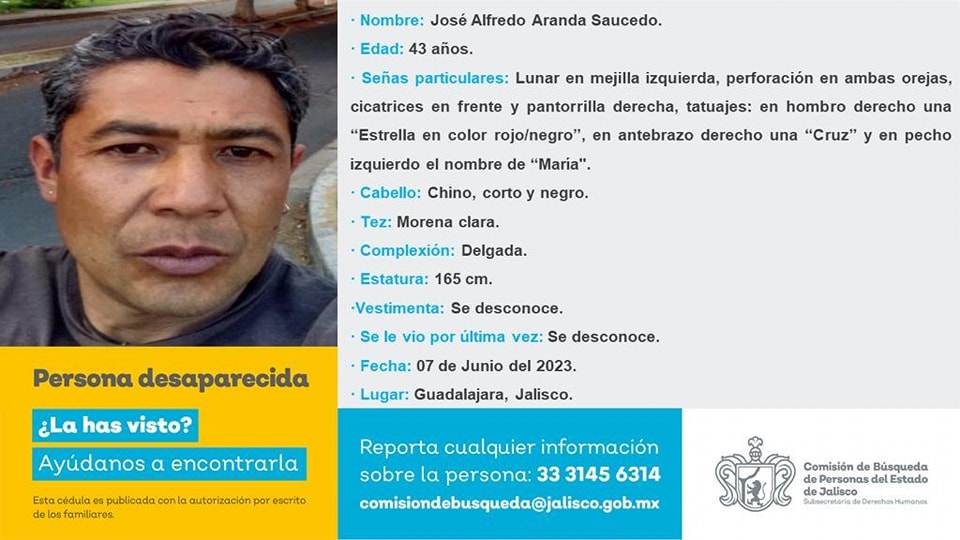 · Nombre: José Alfredo Aranda Saucedo.
· Edad: 43 años.
· Señas particulares: Lunar en mejilla izquierda, perforación en ambas orejas,
cicatrices en frente y pantorrilla derecha, tatuajes: en hombro derecho una
“Estrella en color rojo/negro”, en antebrazo derecho una “Cruz” y en pecho
izquierdo el nombre de “María".
· Cabello: Chino, corto y negro.
· Tez: Morena clara.
· Complexión: Delgada.
· Estatura: 165 cm.
·Vestimenta: Se desconoce.
· Se le vio por última vez: Se desconoce.
· Fecha: 07 de Junio del 2023.
· Lugar: Guadalajara, Jalisco.
Persona desaparecida
¿La has visto?
Ayúdanos a encontrarla
Esta cédula es publicada con la autorización por escrito
de los familiares.
Reporta cualquier información
sobre la persona: 33 3145 6314
comisiondebusqueda@jalisco.gob.mx
Comisión de Búsqueda
de Personas del Estado
de Jalisco
Subsecretaría de Derechos Humanos